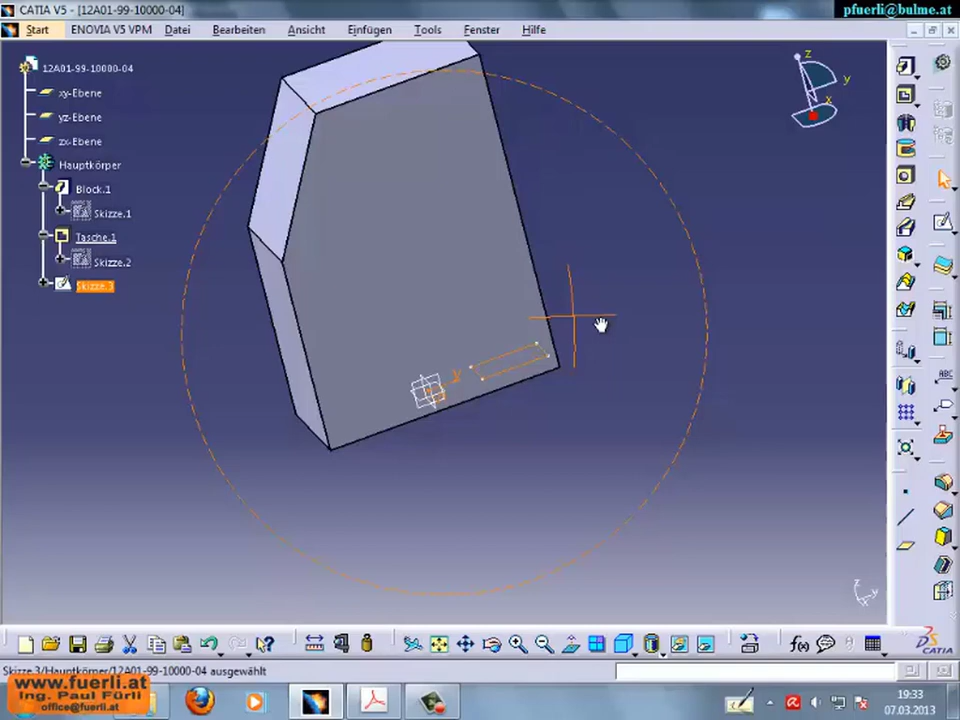 CATIA V5 - [12A01-99-10000-04]
pfuerli@bulme.at
Start ENOVIA V5 VPM Datei Bearbeiten Ansicht Einfügen Tools Fenster Hilfe
12A01-99-10000-04
xy-Ebene
yz-Ebene
zx-Ebene
Hauptkörper
Block.1
Skizze.1
Tasche.1
Skizze.2
Skizze.3
z
y
x
ABC
z
y
f(x)
CATIA
Skizze.3/Hauptkörper/12A01-99-10000-04 ausgewählt
www.fuerli.at
Ing. Paul Fürli
office@fuerli.at
19:33
07.03.2013